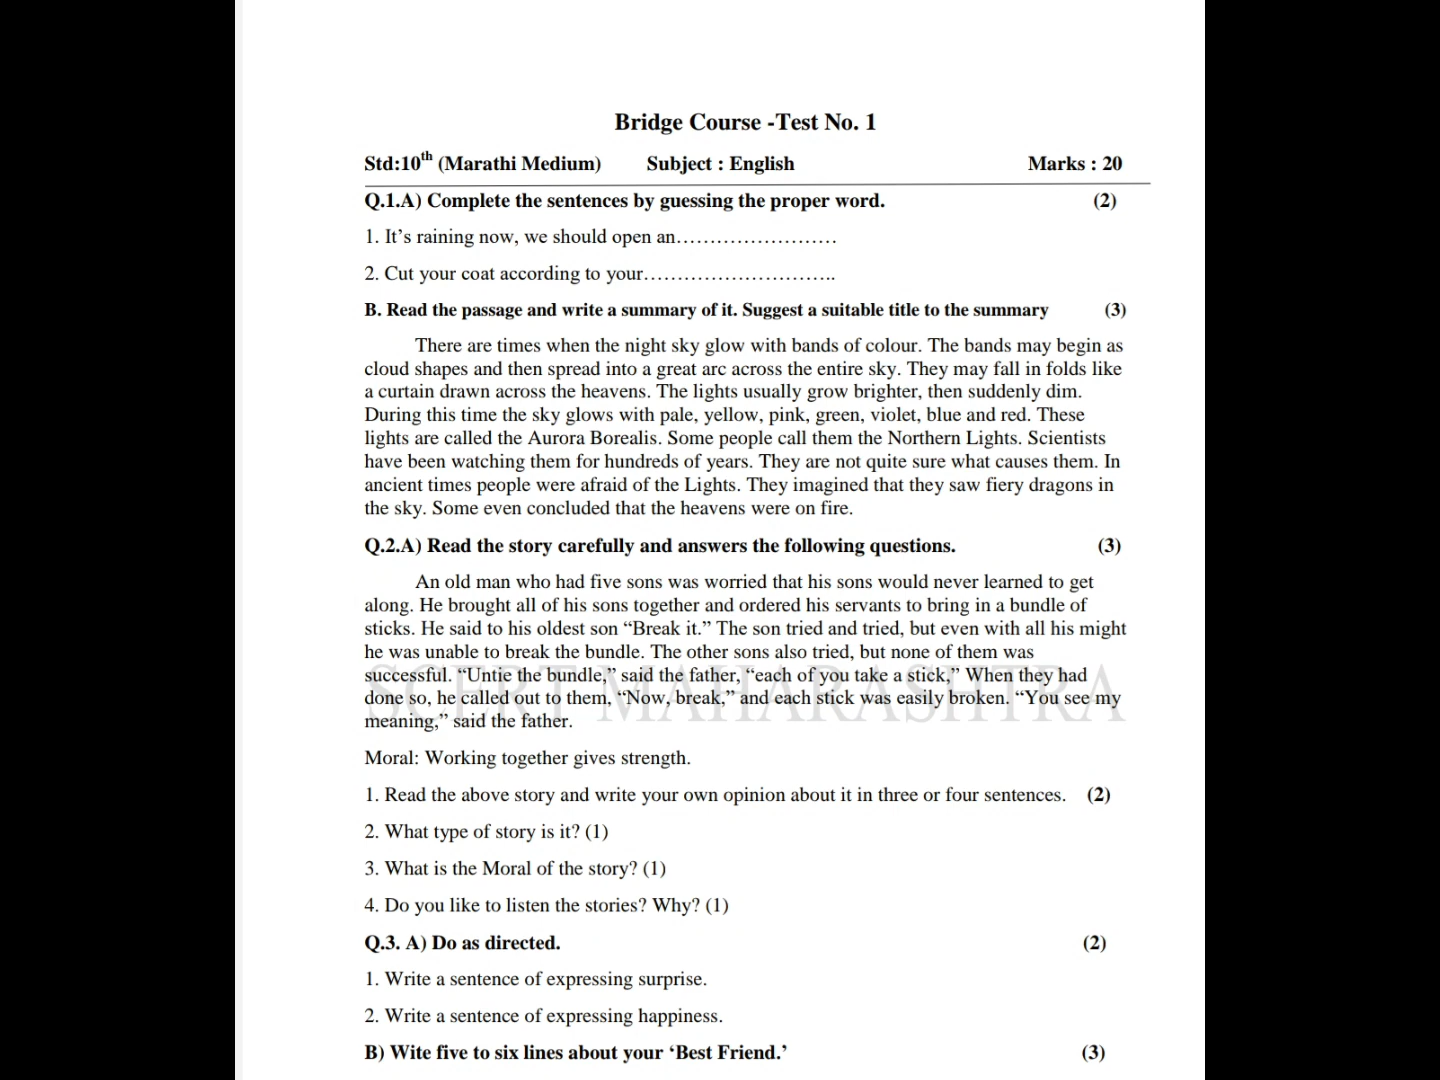 Bridge Course -Test No. 1
Std:10th (Marathi Medium) Subject : English Marks : 20
Q.1.A) Complete the sentences by guessing the proper word. (2)
1. It’s raining now, we should open an……………………
2. Cut your coat according to your………………………..
B. Read the passage and write a summary of it. Suggest a suitable title to the summary (3)
There are times when the night sky glow with bands of colour. The bands may begin as
cloud shapes and then spread into a great arc across the entire sky. They may fall in folds like
a curtain drawn across the heavens. The lights usually grow brighter, then suddenly dim.
During this time the sky glows with pale, yellow, pink, green, violet, blue and red. These
lights are called the Aurora Borealis. Some people call them the Northern Lights. Scientists
have been watching them for hundreds of years. They are not quite sure what causes them. In
ancient times people were afraid of the Lights. They imagined that they saw fiery dragons in
the sky. Some even concluded that the heavens were on fire.
Q.2.A) Read the story carefully and answers the following questions. (3)
An old man who had five sons was worried that his sons would never learned to get
along. He brought all of his sons together and ordered his servants to bring in a bundle of
sticks. He said to his oldest son “Break it.” The son tried and tried, but even with all his might
he was unable to break the bundle. The other sons also tried, but none of them was
successful. “Untie the bundle,” said the father, “each of you take a stick,” When they had
done so, he called out to them, “Now, break,” and each stick was easily broken. “You see my
meaning,” said the father.
SCERT MAHARASHTRA
Moral: Working together gives strength.
1. Read the above story and write your own opinion about it in three or four sentences. (2)
2. What type of story is it? (1)
3. What is the Moral of the story? (1)
4. Do you like to listen the stories? Why? (1)
Q.3. A) Do as directed. (2)
1. Write a sentence of expressing surprise.
2. Write a sentence of expressing happiness.
B) Wite five to six lines about your ‘Best Friend.’ (3)